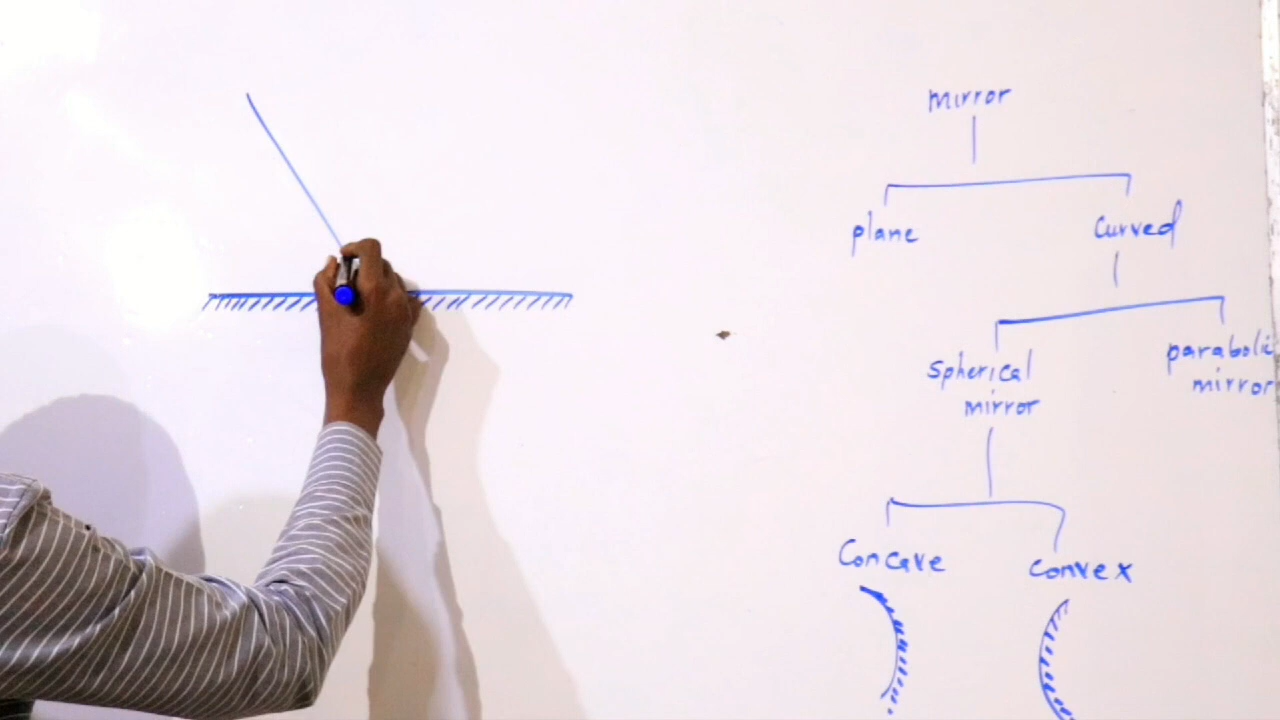 mirror
plane
curved
Spherical
mirror
parabolic
mirror
Concave
Convex